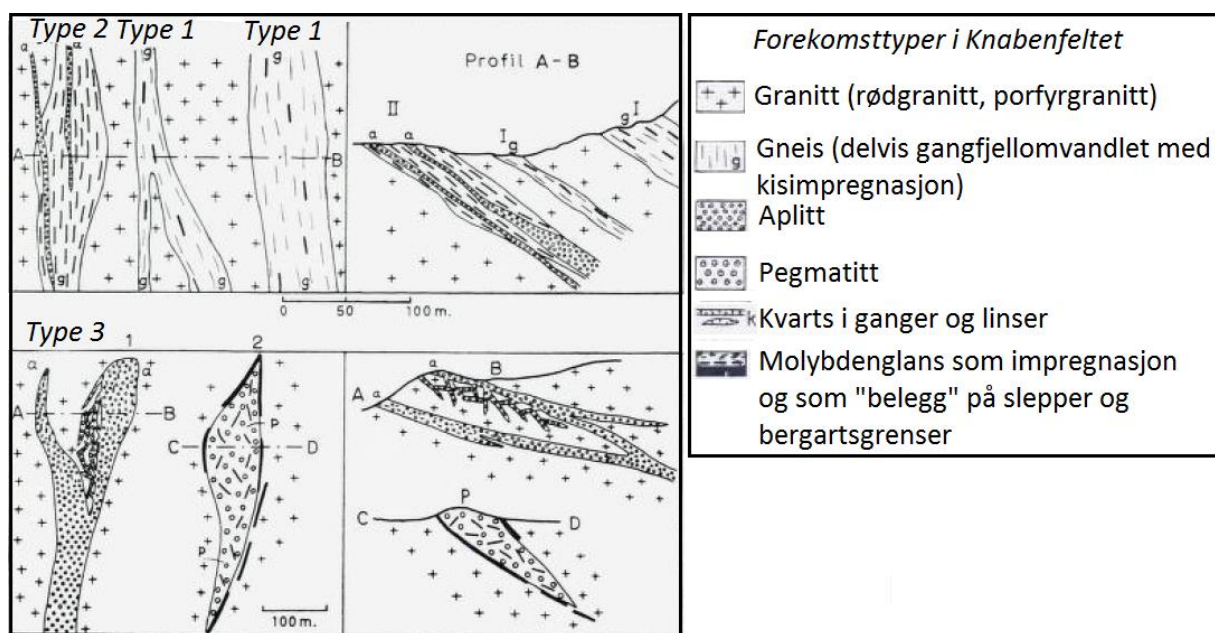 Type 2 Type 1 Type 1
a a g g
Profil A - B
II I I
a a g g
A B
g g g
0 50 100 m.
Type 3
1 2
a a
A B
C D
p
p
100 m.
B
a
A a
P
C D
Forekomsttyper i Knabenfeltet
Granitt (rødgranitt, porfyrgranitt)
Gneis (delvis gangfjellomvandlet med
g
kisimpregnasjon)
Aplitt
Pegmatitt
k Kvarts i ganger og linser
Molybdenglans som impregnasjon
og som "belegg" på slepper og
bergartsgrenser